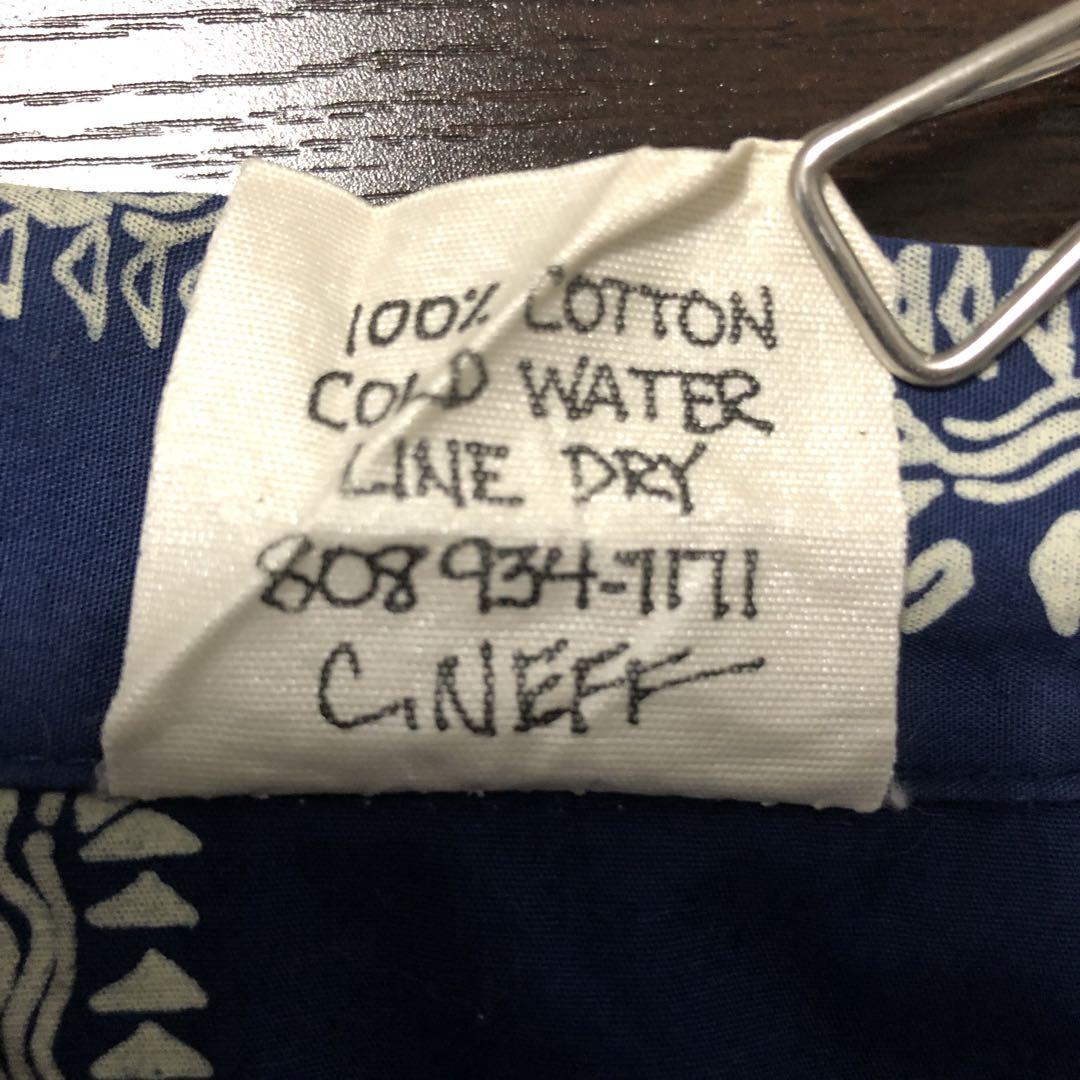 100% COTTON
COLD WATER
LINE DRY
808 934-7171
C. NEFF